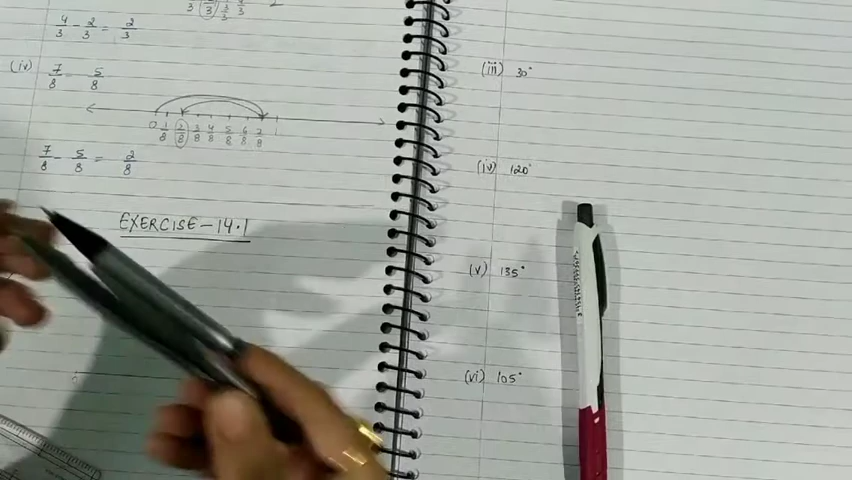 4/3 - 2/3 = 2/3
(iv) 7/8 - 5/8
0 1/8 2/8 3/8 4/8 5/8 6/8 7/8 1
7/8 - 5/8 = 2/8
EXERCISE - 14.1
(iii) 30°
(iv) 120°
(v) 135°
(vi) 105°